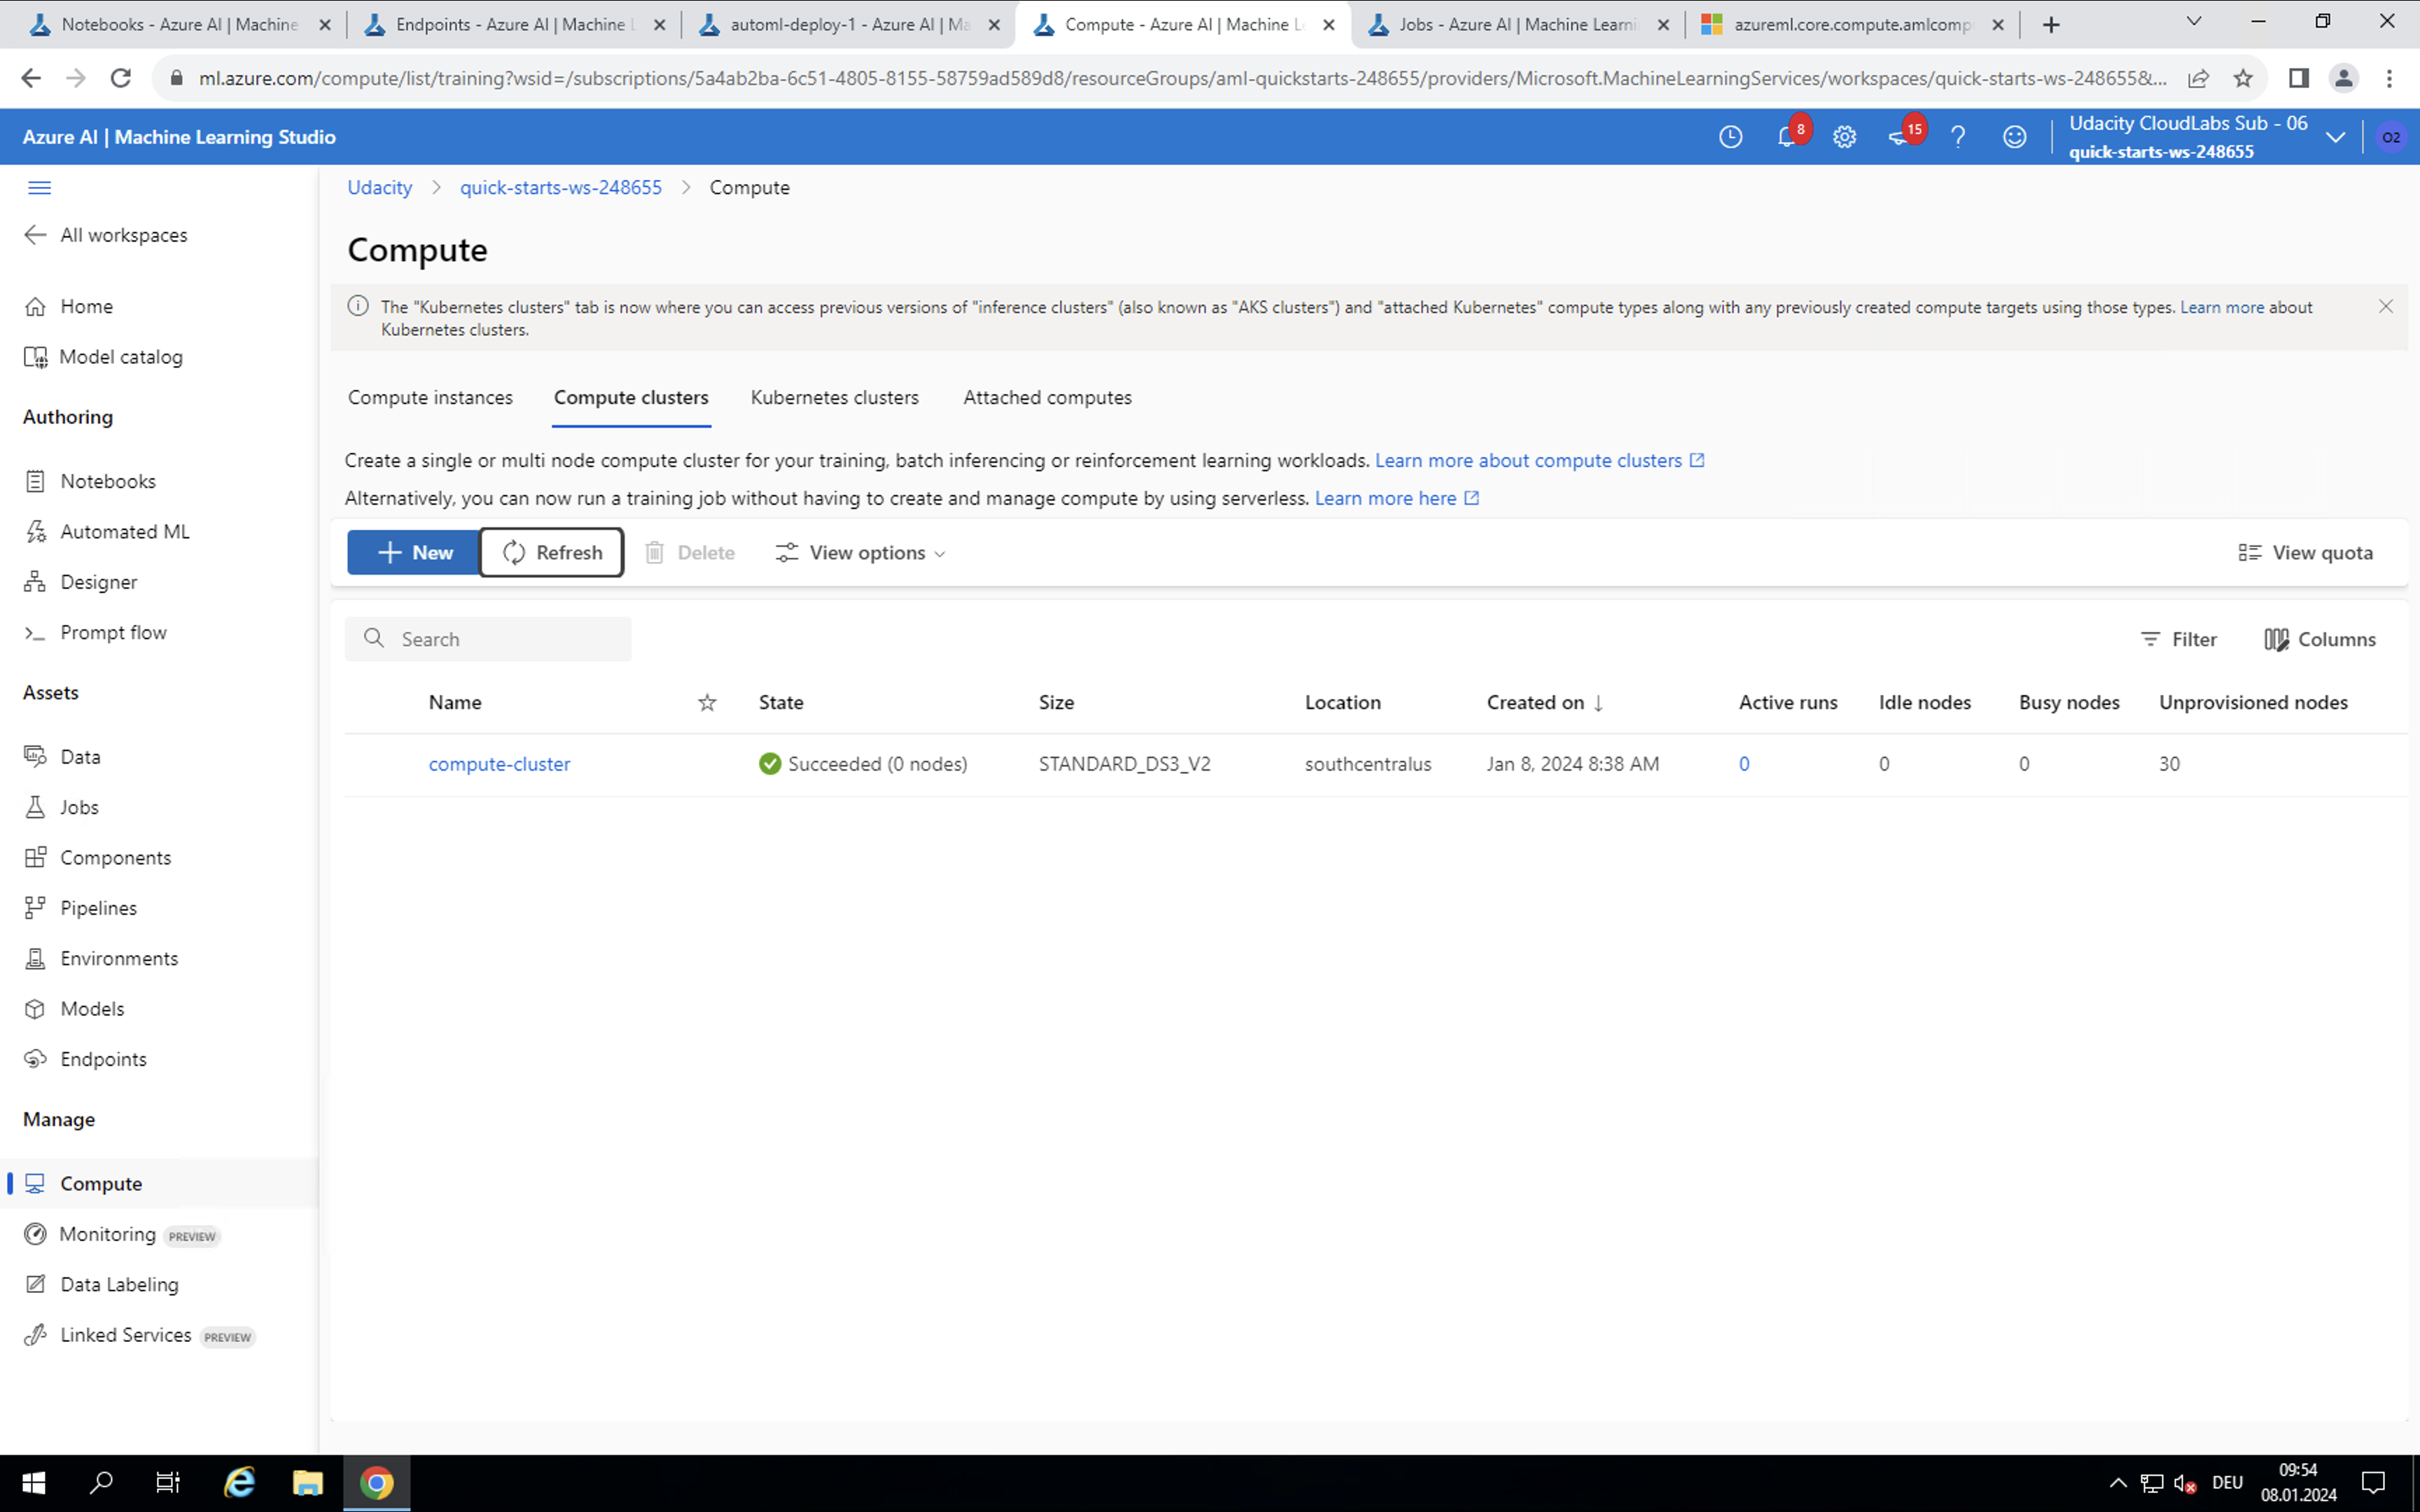 Notebooks - Azure AI | Machine
Endpoints - Azure AI | Machine L
automl-deploy-1 - Azure AI | Ma
Compute - Azure AI | Machine Le
Jobs - Azure AI | Machine Learni
azureml.core.compute.amlcomp
ml.azure.com/compute/list/training?wsid=/subscriptions/5a4ab2ba-6c51-4805-8155-58759ad589d8/resourceGroups/aml-quickstarts-248655/providers/Microsoft.MachineLearningServices/workspaces/quick-starts-ws-248655&...
Azure AI | Machine Learning Studio
8
15
Udacity CloudLabs Sub - 06
quick-starts-ws-248655
O2
All workspaces
Home
Model catalog
Authoring
Notebooks
Automated ML
Designer
Prompt flow
Assets
Data
Jobs
Components
Pipelines
Environments
Models
Endpoints
Manage
Compute
Monitoring PREVIEW
Data Labeling
Linked Services PREVIEW
Udacity > quick-starts-ws-248655 > Compute
Compute
The "Kubernetes clusters" tab is now where you can access previous versions of "inference clusters" (also known as "AKS clusters") and "attached Kubernetes" compute types along with any previously created compute targets using those types. Learn more about
Kubernetes clusters.
Compute instances Compute clusters Kubernetes clusters Attached computes
Create a single or multi node compute cluster for your training, batch inferencing or reinforcement learning workloads. Learn more about compute clusters
Alternatively, you can now run a training job without having to create and manage compute by using serverless. Learn more here
New Refresh Delete View options View quota
Search Filter Columns
Name State Size Location Created on ↓ Active runs Idle nodes Busy nodes Unprovisioned nodes
compute-cluster Succeeded (0 nodes) STANDARD_DS3_V2 southcentralus Jan 8, 2024 8:38 AM 0 0 0 30
DEU
09:54
08.01.2024